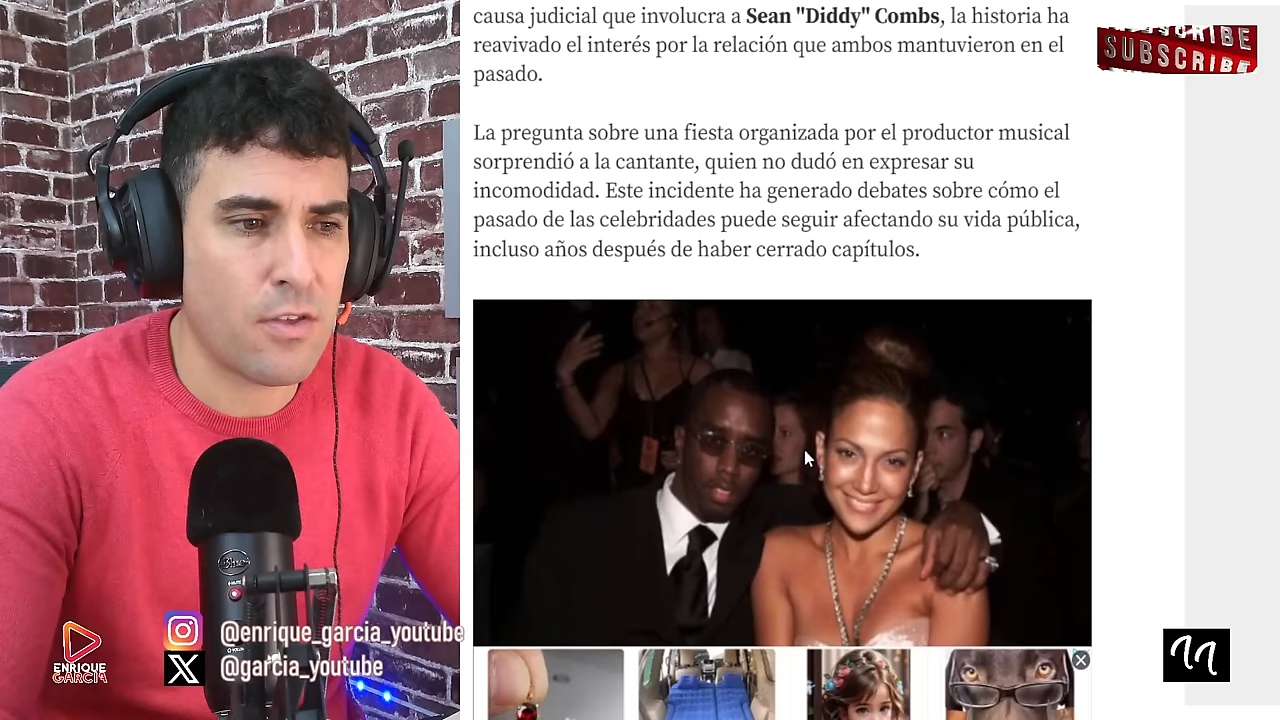 causa judicial que involucra a Sean "Diddy" Combs, la historia ha
reavivado el interés por la relación que ambos mantuvieron en el
pasado.
La pregunta sobre una fiesta organizada por el productor musical
sorprendió a la cantante, quien no dudó en expresar su
incomodidad. Este incidente ha generado debates sobre cómo el
pasado de las celebridades puede seguir afectando su vida pública,
incluso años después de haber cerrado capítulos.
SUBSCRIBE
SUBSCRIBE
Blue
@enrique_garcia_youtube
@garcia_youtube
ENRIQUE
GARCIA